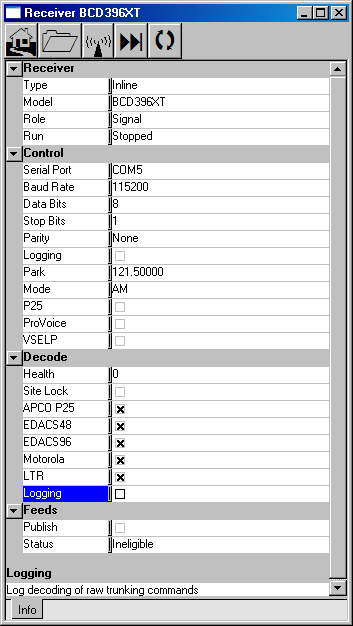 Receiver BCD396XT
Receiver
Type Inline
Model BCD396XT
Role Signal
Run Stopped
Control
Serial Port COM5
Baud Rate 115200
Data Bits 8
Stop Bits 1
Parity None
Logging
Park 121.50000
Mode AM
P25
ProVoice
VSELP
Decode
Health 0
Site Lock
APCO P25
EDACS48
EDACS96
Motorola
LTR
Logging
Feeds
Publish
Status Ineligible
Logging
Log decoding of raw trunking commands
Info